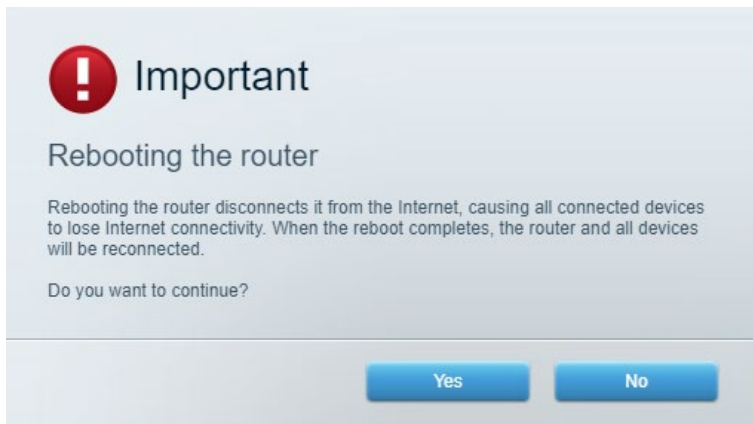 Important
Rebooting the router
Rebooting the router disconnects it from the Internet, causing all connected devices
to lose Internet connectivity. When the reboot completes, the router and all devices
will be reconnected.
Do you want to continue?
Yes No